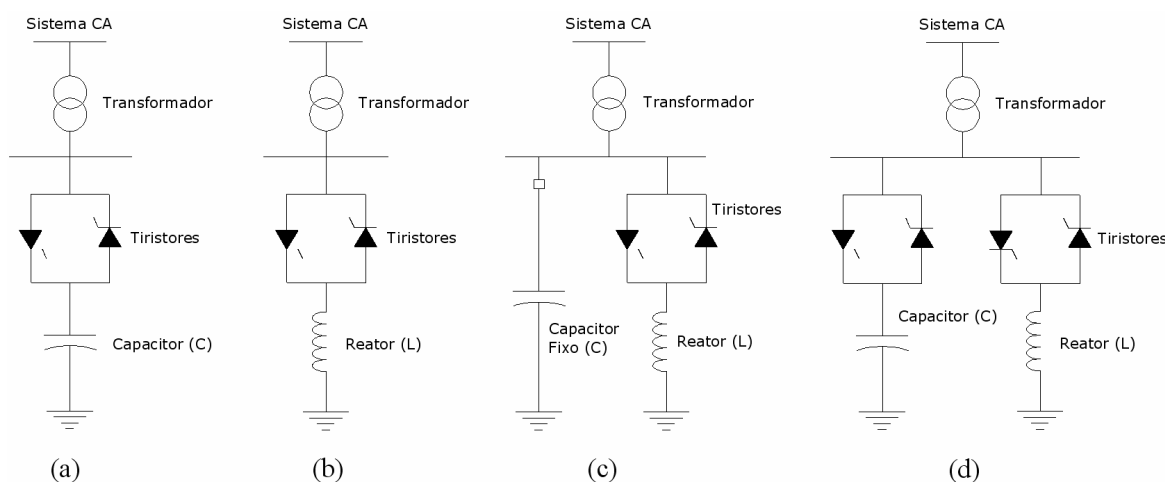 Sistema CA
Sistema CA
Sistema CA
Sistema CA
Transformador
Transformador
Transformador
Transformador
Tiristores
Tiristores
Tiristores
Tiristores
Capacitor (C)
Reator (L)
Capacitor
Fixo (C)
Reator (L)
Capacitor (C)
Reator (L)
(a)
(b)
(c)
(d)